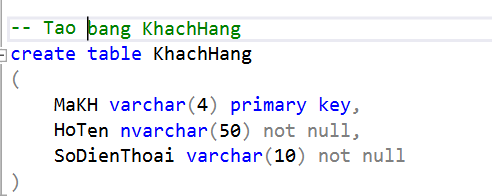 -- Tao bang KhachHang
create table KhachHang
(
    MaKH varchar(4) primary key,
    HoTen nvarchar(50) not null,
    SoDienThoai varchar(10) not null
)